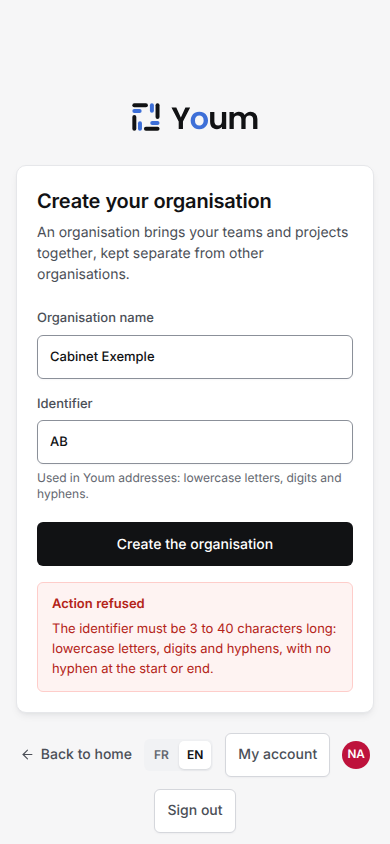 Youm
Create your organisation
An organisation brings your teams and projects
together, kept separate from other
organisations.
Organisation name
Cabinet Exemple
Identifier
AB
Used in Youm addresses: lowercase letters, digits and
hyphens.
Create the organisation
Action refused
The identifier must be 3 to 40 characters long:
lowercase letters, digits and hyphens, with no
hyphen at the start or end.
← Back to home FR EN My account NA
Sign out